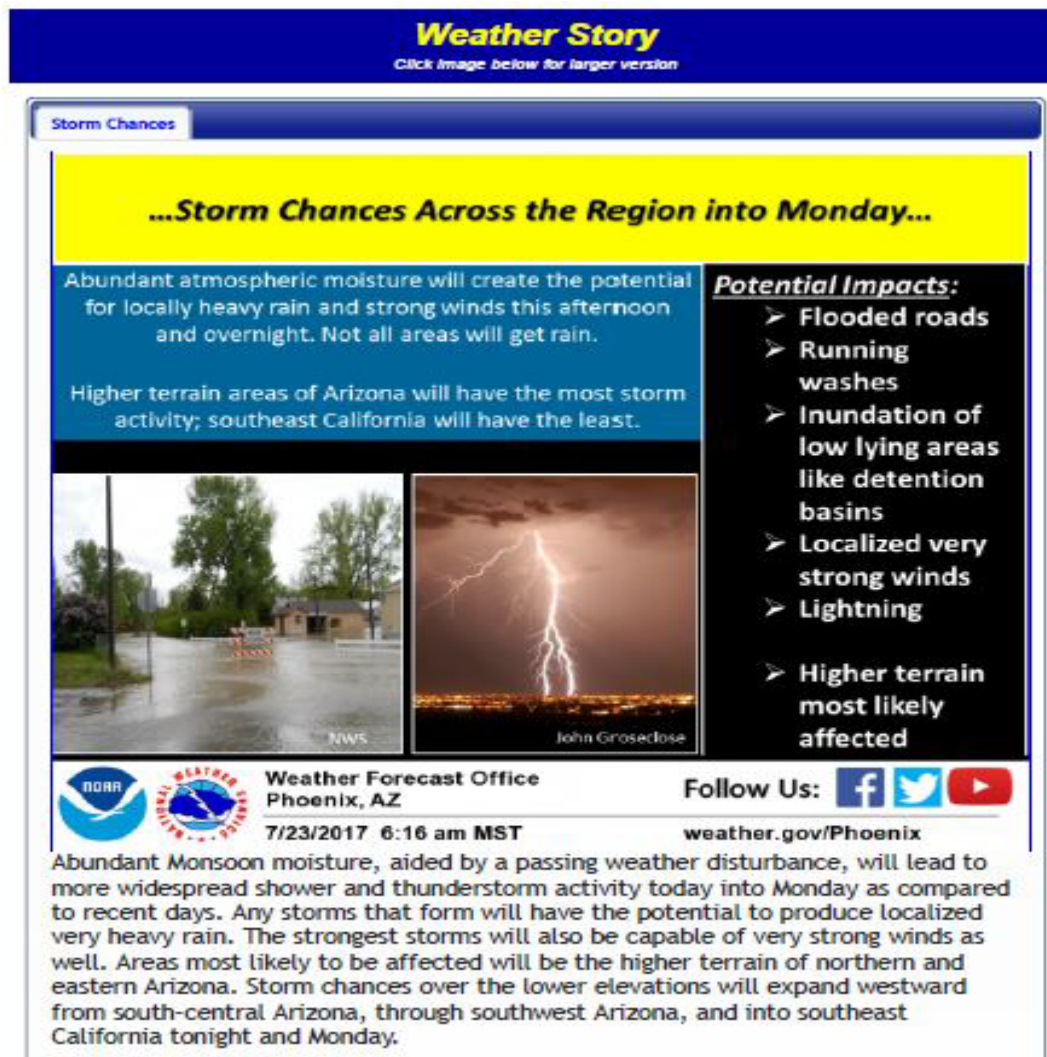 Weather Story
Click image below for larger version
Storm Chances
...Storm Chances Across the Region into Monday...
Abundant atmospheric moisture will create the potential
for locally heavy rain and strong winds this afternoon
and overnight. Not all areas will get rain.
Higher terrain areas of Arizona will have the most storm
activity; southeast California will have the least.
Potential Impacts:
➢ Flooded roads
➢ Running
washes
➢ Inundation of
low lying areas
like detention
basins
➢ Localized very
strong winds
➢ Lightning
➢ Higher terrain
most likely
affected
NWS
John Groseclose
NOAA
NATIONAL WEATHER SERVICE
Weather Forecast Office
Phoenix, AZ
7/23/2017 6:16 am MST
Follow Us:
weather.gov/Phoenix
Abundant Monsoon moisture, aided by a passing weather disturbance, will lead to
more widespread shower and thunderstorm activity today into Monday as compared
to recent days. Any storms that form will have the potential to produce localized
very heavy rain. The strongest storms will also be capable of very strong winds as
well. Areas most likely to be affected will be the higher terrain of northern and
eastern Arizona. Storm chances over the lower elevations will expand westward
from south-central Arizona, through southwest Arizona, and into southeast
California tonight and Monday.